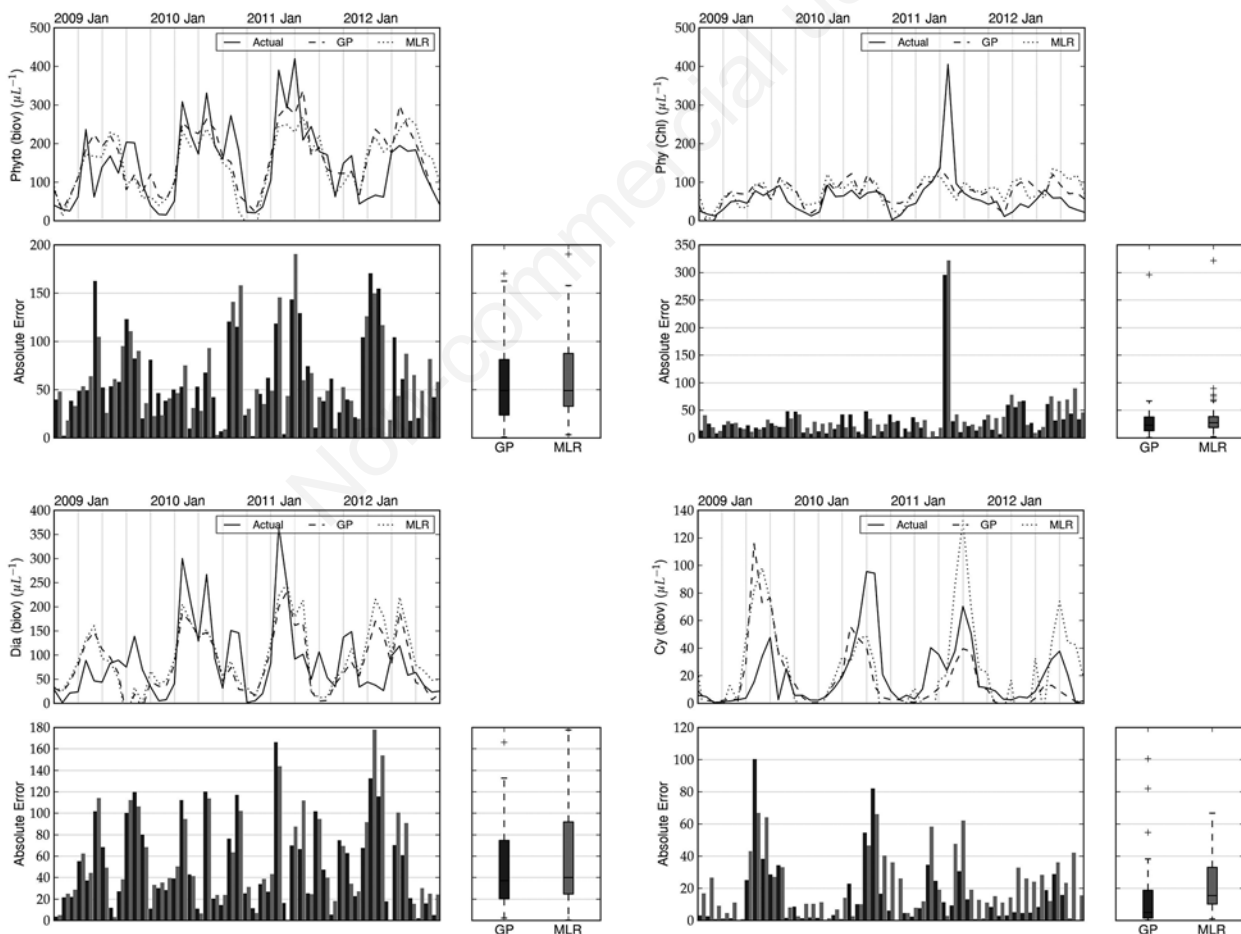 2009 Jan 2010 Jan 2011 Jan 2012 Jan
Actual GP MLR
500
400
300
200
100
0
Phyto (biov) (μL⁻¹)
200
150
100
50
0
Absolute Error
GP MLR
2009 Jan 2010 Jan 2011 Jan 2012 Jan
Actual GP MLR
500
400
300
200
100
0
Phy (Chl) (μL⁻¹)
350
300
250
200
150
100
50
0
Absolute Error
GP MLR
2009 Jan 2010 Jan 2011 Jan 2012 Jan
Actual GP MLR
400
350
300
250
200
150
100
50
0
Dia (biov) (μL⁻¹)
180
160
140
120
100
80
60
40
20
0
Absolute Error
GP MLR
2009 Jan 2010 Jan 2011 Jan 2012 Jan
Actual GP MLR
140
120
100
80
60
40
20
0
Cy (biov) (μL⁻¹)
120
100
80
60
40
20
0
Absolute Error
GP MLR